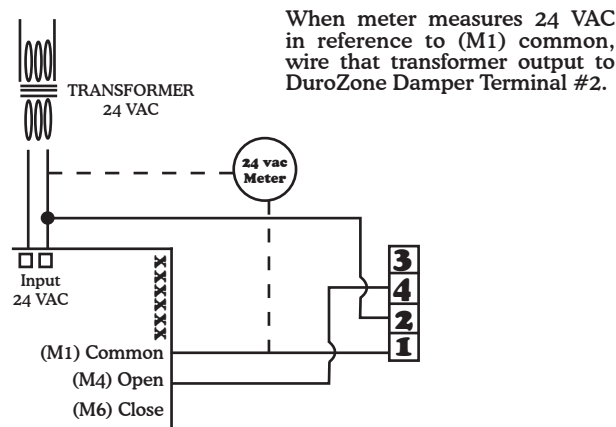 When meter measures 24 VAC
in reference to (M1) common,
wire that transformer output to
DuroZone Damper Terminal #2.
TRANSFORMER
24 VAC
24 vac
Meter
Input
24 VAC
XXXXXX
(M1) Common
(M4) Open
(M6) Close
3
4
2
1